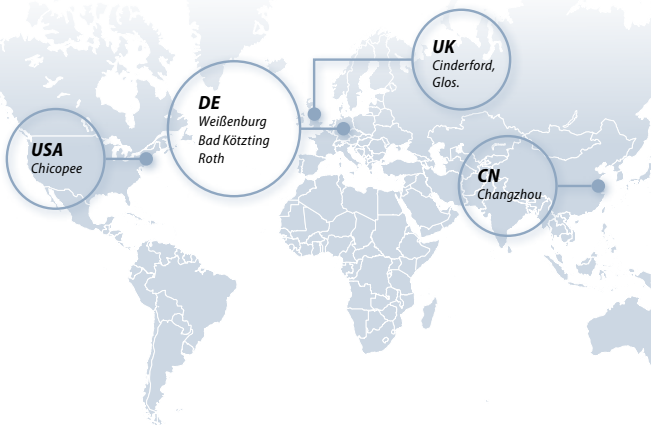 UK
Cinderford,
Glos.
DE
Weißenburg
Bad Kötzting
Roth
USA
Chicopee
CN
Changzhou